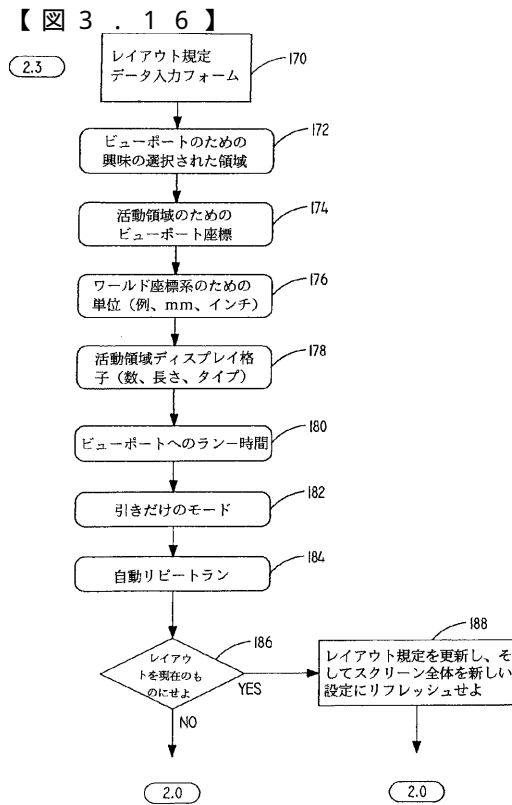 【図３．１６】
2.3
レイアウト規定
データ入力フォーム
170
ビューポートのための
興味の選択された領域
172
活動領域のための
ビューポート座標
174
ワールド座標系のための
単位（例、mm、インチ）
176
活動領域ディスプレイ格
子（数、長さ、タイプ）
178
ビューポートへのラン－時間
180
引きだけのモード
182
自動リピートラン
184
レイアウ
トを現在のも
のにせよ
186
YES
NO
188
レイアウト規定を更新し、そ
してスクリーン全体を新しい
設定にリフレッシュせよ
2.0
2.0